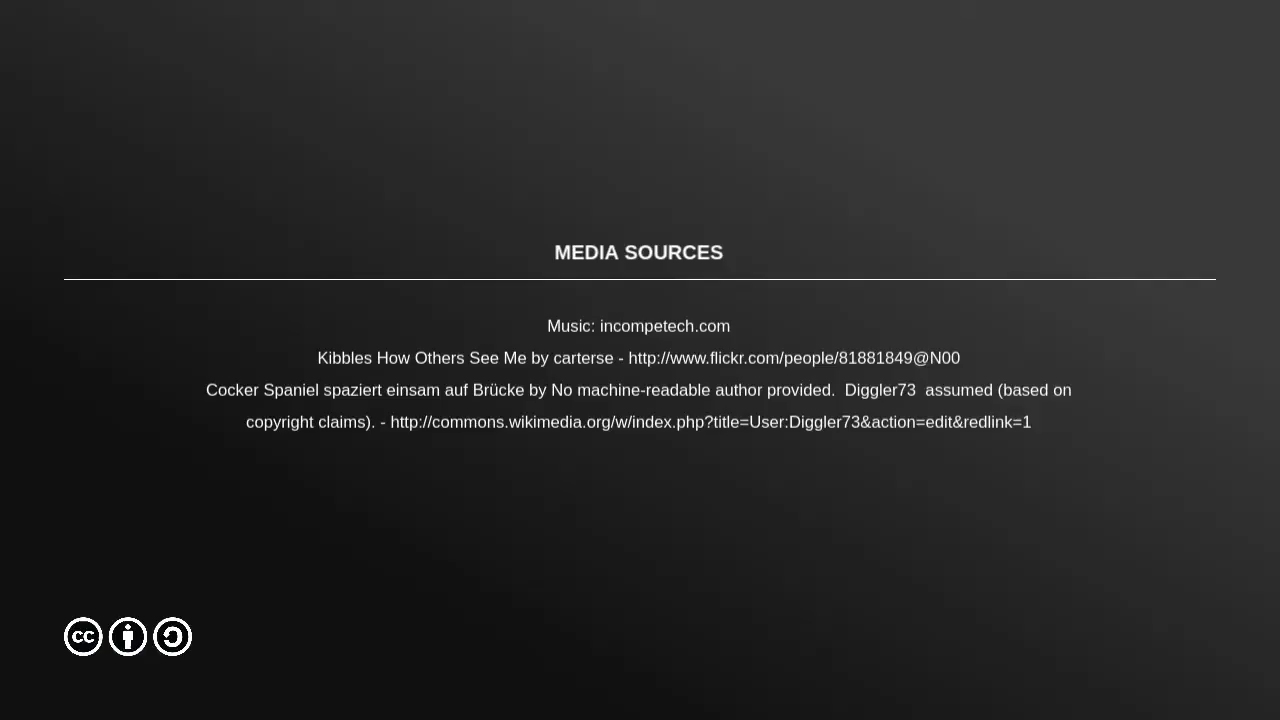 MEDIA SOURCES
Music: incompetech.com
Kibbles How Others See Me by carterse - http://www.flickr.com/people/81881849@N00
Cocker Spaniel spaziert einsam auf Brücke by No machine-readable author provided.  Diggler73  assumed (based on
copyright claims). - http://commons.wikimedia.org/w/index.php?title=User:Diggler73&action=edit&redlink=1
cc